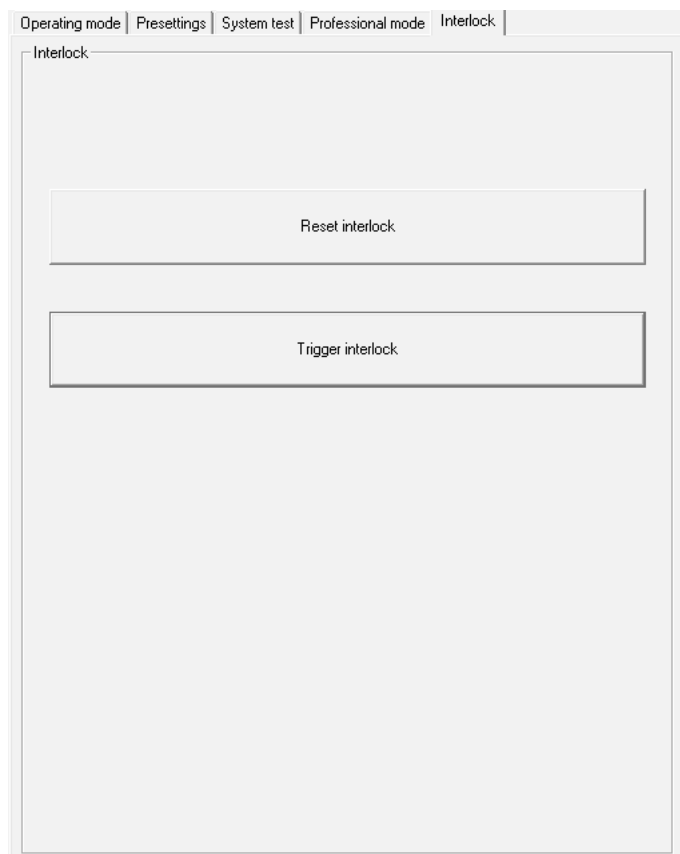 Operating mode Presettings System test Professional mode Interlock
Interlock
Reset interlock
Trigger interlock